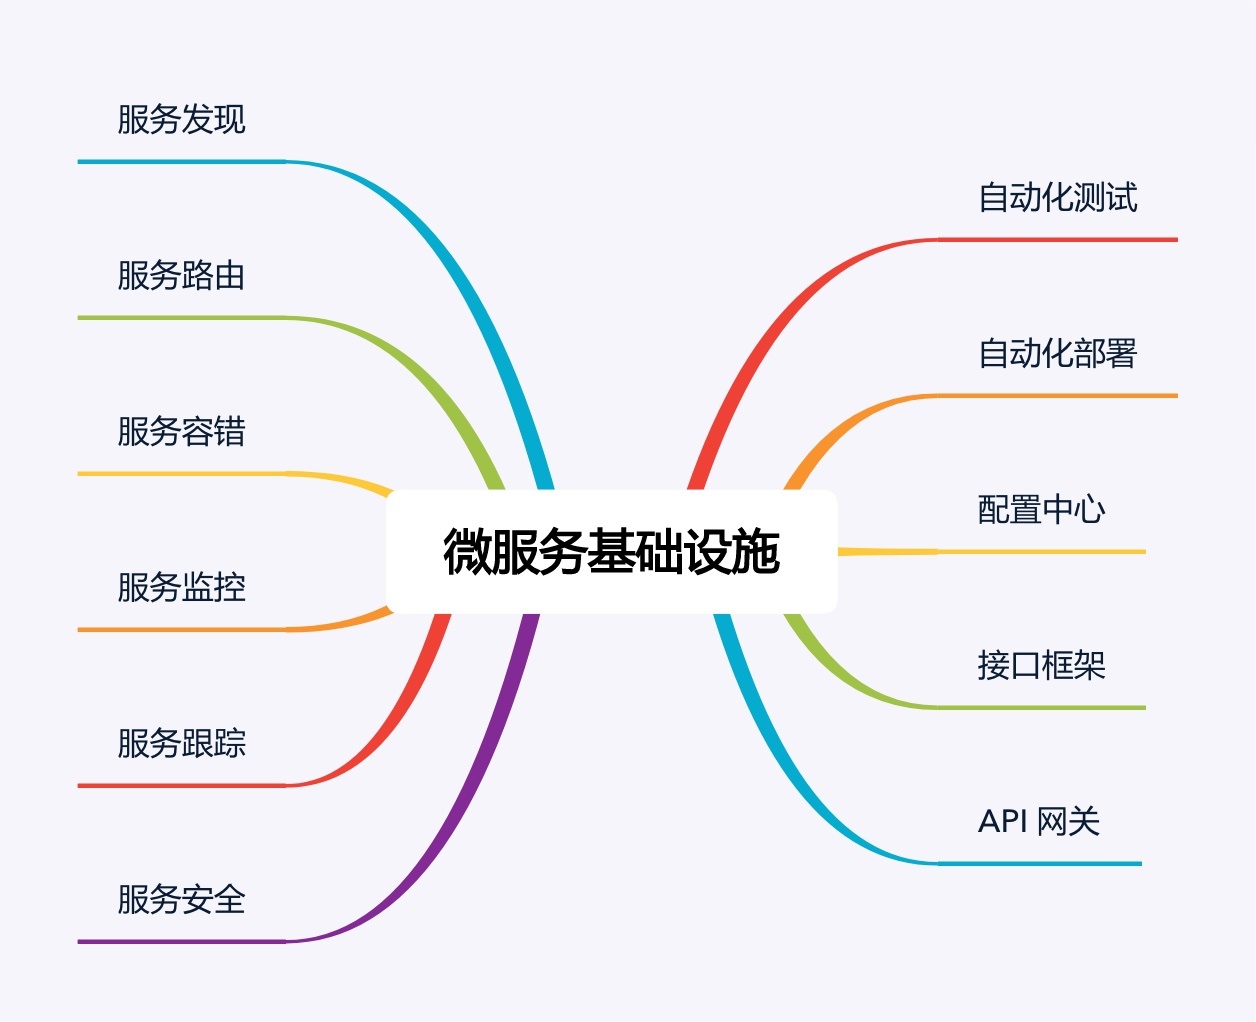 服务发现
服务路由
服务容错
服务监控
服务跟踪
服务安全
微服务基础设施
自动化测试
自动化部署
配置中心
接口框架
API 网关